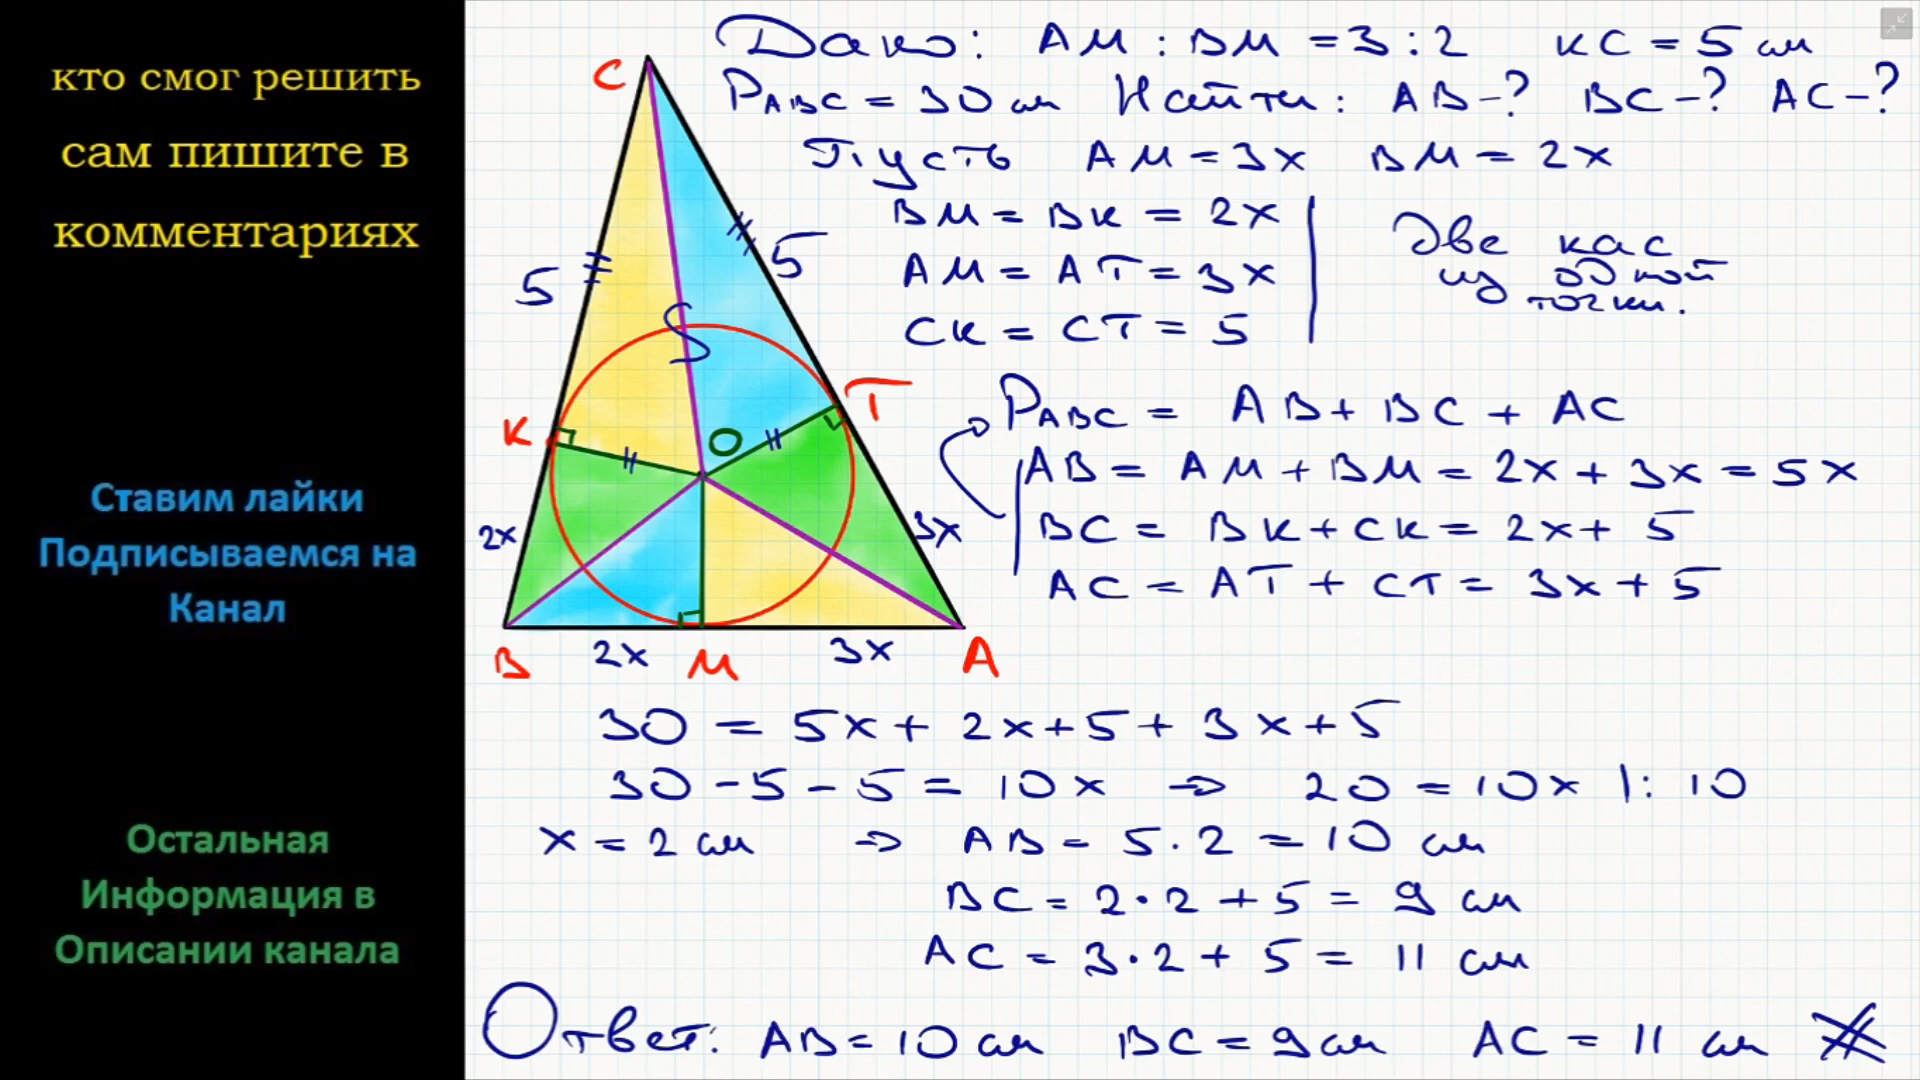 кто смог решить
сам пишите в
комментариях
Ставим лайки
Подписываемся на
Канал
Остальная
Информация в
Описании канала
Дано: AM : BM = 3 : 2 KC = 5 см
PABC = 30 см Найти: AB-? BC-? AC-?
Пусть AM = 3x BM = 2x
BM = BK = 2x
AM = AT = 3x
CK = CT = 5
Две кас
из одной
точки.
PABC = AB + BC + AC
AB = AM + BM = 2x + 3x = 5x
BC = BK + CK = 2x + 5
AC = AT + CT = 3x + 5
C
5
5
K
O
T
2x
3x
B
2x
M
3x
A
30 = 5x + 2x + 5 + 3x + 5
30 - 5 - 5 = 10x ⇒ 20 = 10x |: 10
x = 2 см ⇒ AB = 5 · 2 = 10 см
BC = 2 · 2 + 5 = 9 см
AC = 3 · 2 + 5 = 11 см
Ответ: AB = 10 см BC = 9 см AC = 11 см